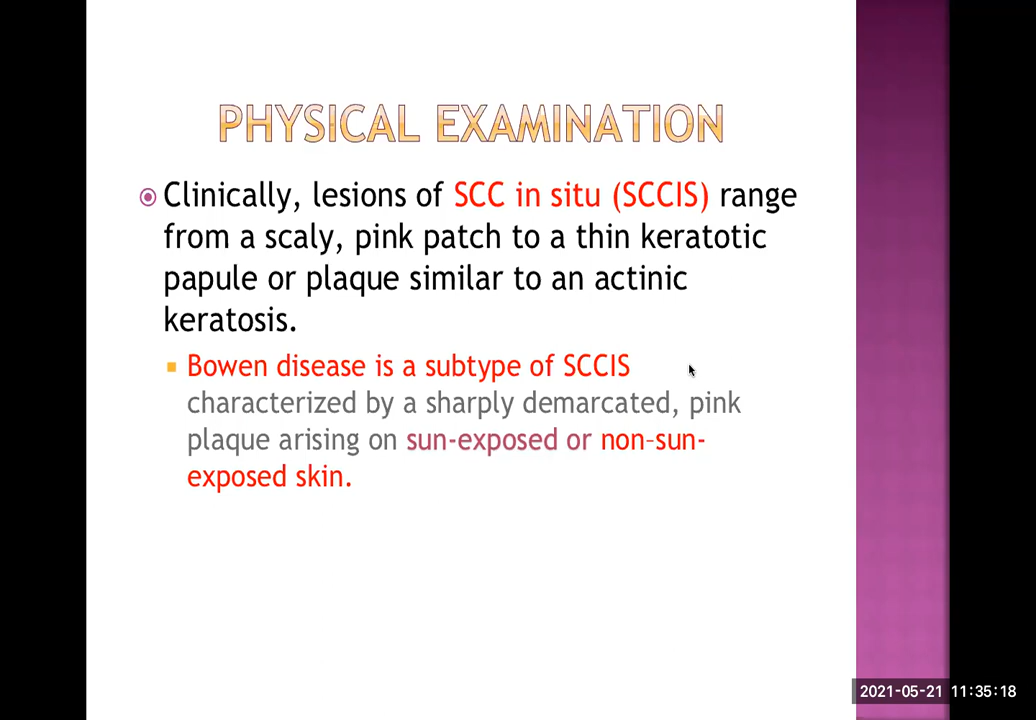 PHYSICAL EXAMINATION
Clinically, lesions of SCC in situ (SCCIS) range
from a scaly, pink patch to a thin keratotic
papule or plaque similar to an actinic
keratosis.
Bowen disease is a subtype of SCCIS
characterized by a sharply demarcated, pink
plaque arising on sun-exposed or non–sun-
exposed skin.
2021-05-21 11:35:18